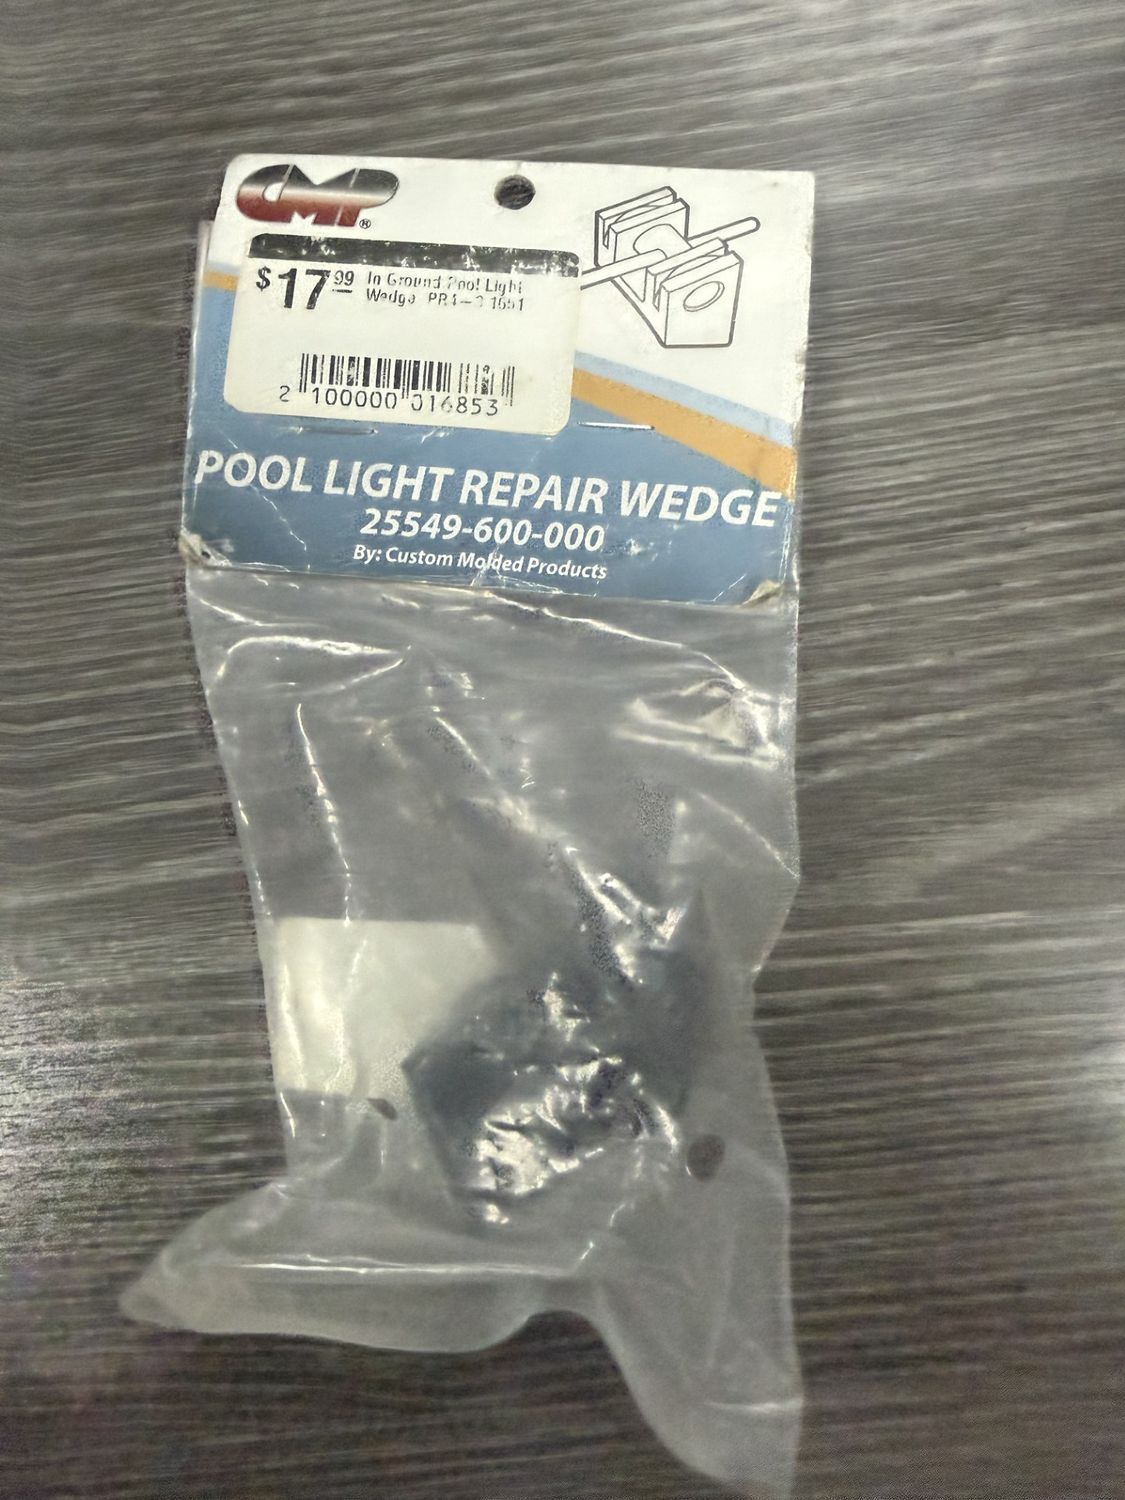 CMP®
$17.99 In Ground Pool Light
Wedge
2 100000 016853
POOL LIGHT REPAIR WEDGE
25549-600-000
By: Custom Molded Products